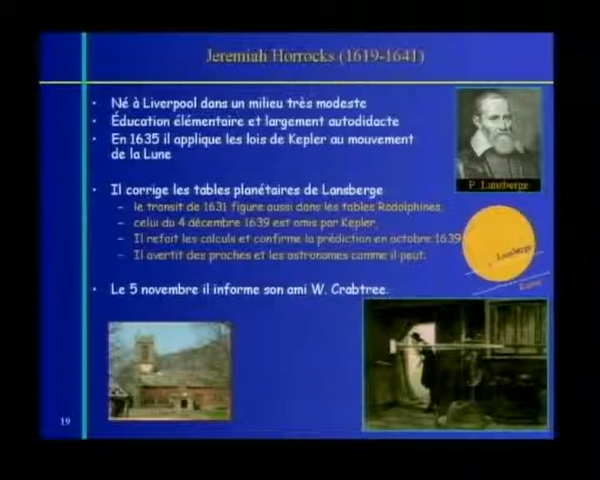 Jeremiah Horrocks (1619-1641)
• Né à Liverpool dans un milieu très modeste
• Éducation élémentaire et largement autodidacte
• En 1635 il applique les lois de Kepler au mouvement
de la Lune
P. Lansberge
• Il corrige les tables planétaires de Lansberge
– le transit de 1631 figure aussi dans les tables Rodolphines,
– celui du 4 décembre 1639 est omis par Kepler,
– Il refait les calculs et confirme la prédiction en octobre 1639
– Il avertit des proches et les astronomes comme il peut.
Lansberge
Kepler
• Le 5 novembre il informe son ami W. Crabtree.
19